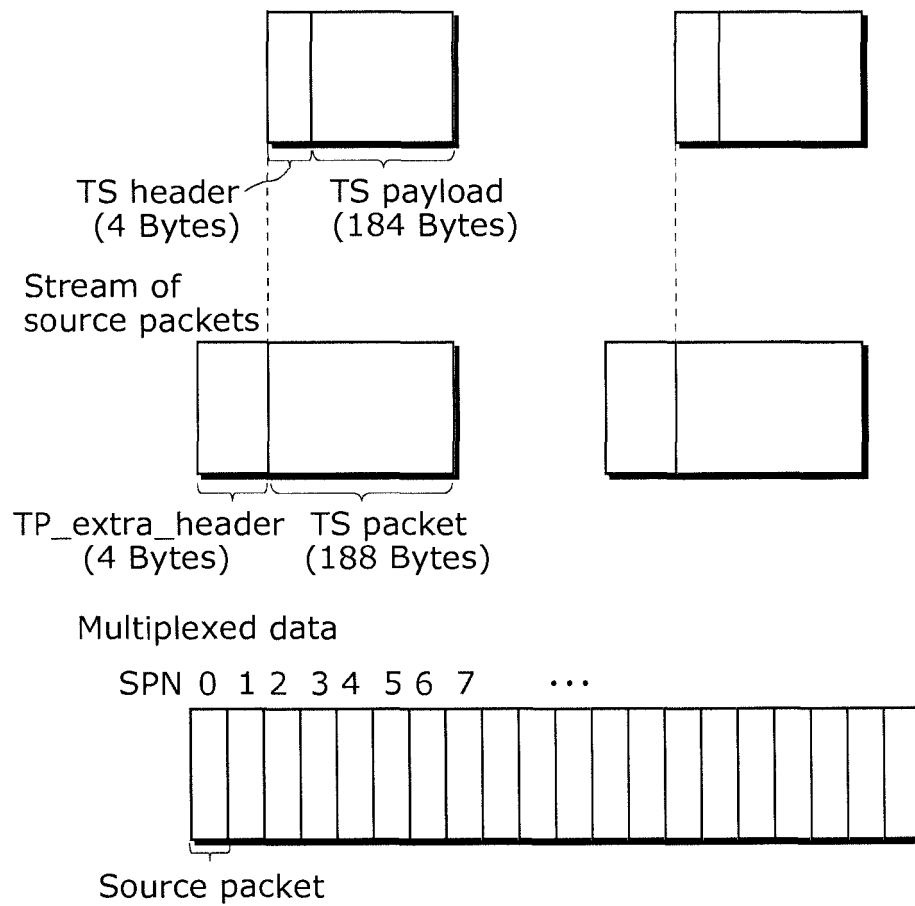 TS header TS payload
(4 Bytes) (184 Bytes)
Stream of
source packets
TP_extra_header TS packet
(4 Bytes) (188 Bytes)
Multiplexed data
SPN 0 1 2 3 4 5 6 7 ...
Source packet